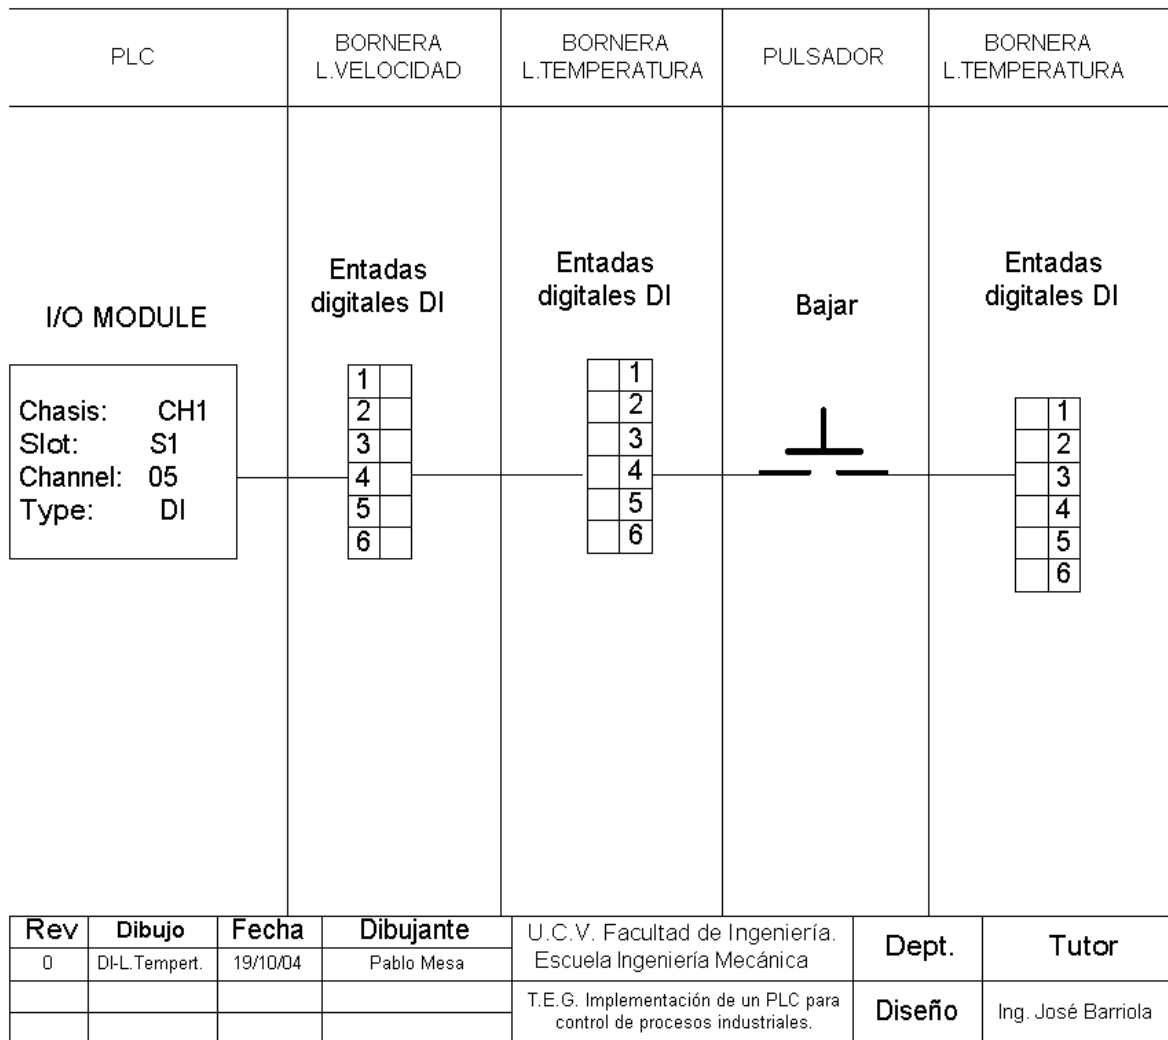 PLC
BORNERA
L.VELOCIDAD
BORNERA
L.TEMPERATURA
PULSADOR
BORNERA
L.TEMPERATURA
I/O MODULE
Chasis: CH1
Slot: S1
Channel: 05
Type: DI
Entadas
digitales DI
1
2
3
4
5
6
Entadas
digitales DI
1
2
3
4
5
6
Bajar
Entadas
digitales DI
1
2
3
4
5
6
Rev Dibujo Fecha Dibujante
0 DI-L.Tempert. 19/10/04 Pablo Mesa
U.C.V. Facultad de Ingeniería.
Escuela Ingeniería Mecánica
T.E.G. Implementación de un PLC para
control de procesos industriales.
Dept.
Diseño
Tutor
Ing. José Barriola